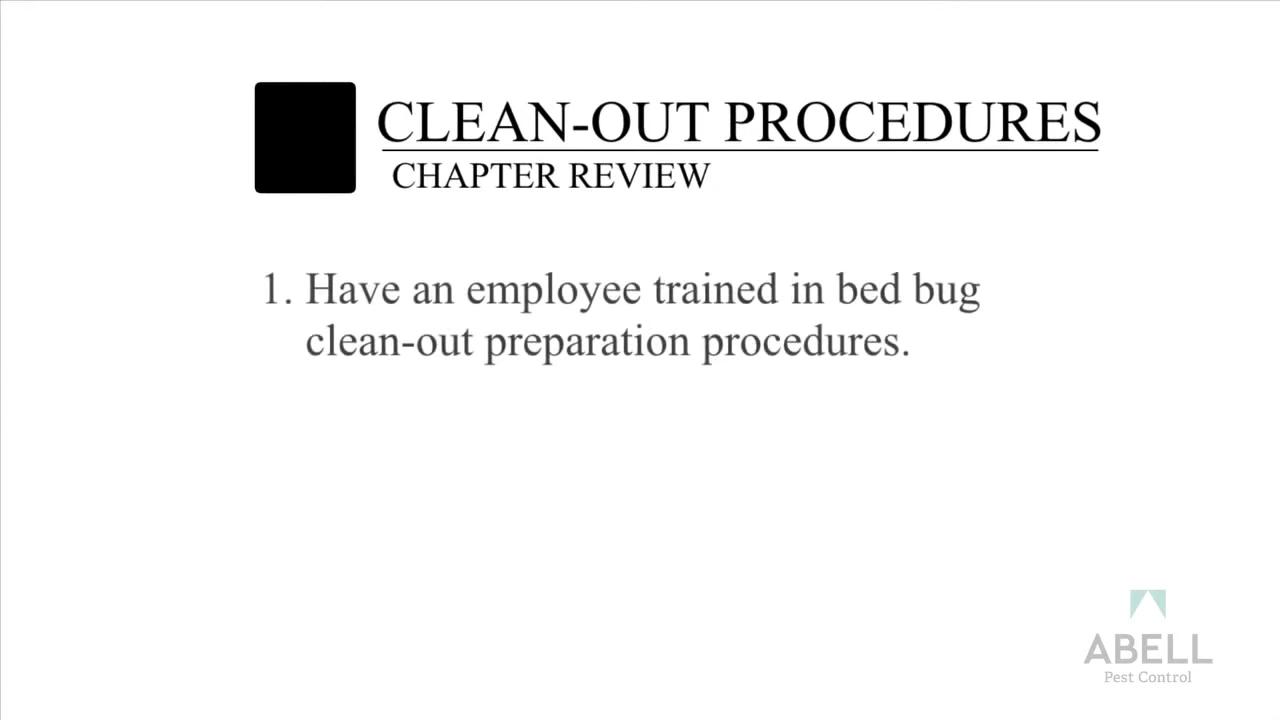 CLEAN-OUT PROCEDURES
CHAPTER REVIEW
1. Have an employee trained in bed bug
clean-out preparation procedures.
ABELL
Pest Control